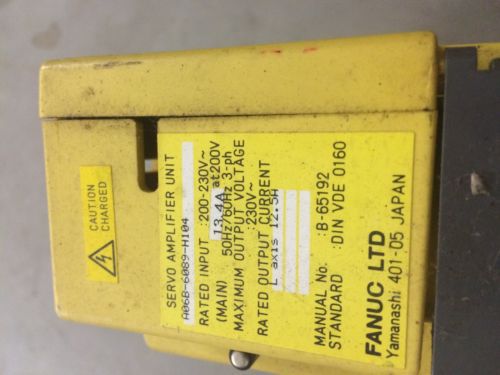 CAUTION
CHARGED
SERVO AMPLIFIER UNIT
A06B-6089-H104
RATED INPUT :200-230V~
(MAIN) 13.4A at200V
50Hz/60Hz 3-ph
MAXIMUM OUTPUT VOLTAGE
:230V~
RATED OUTPUT CURRENT
L axis 12.5A
MANUAL No. :B-65192
STANDARD :DIN VDE 0160
FANUC LTD
Yamanashi 401-05 JAPAN